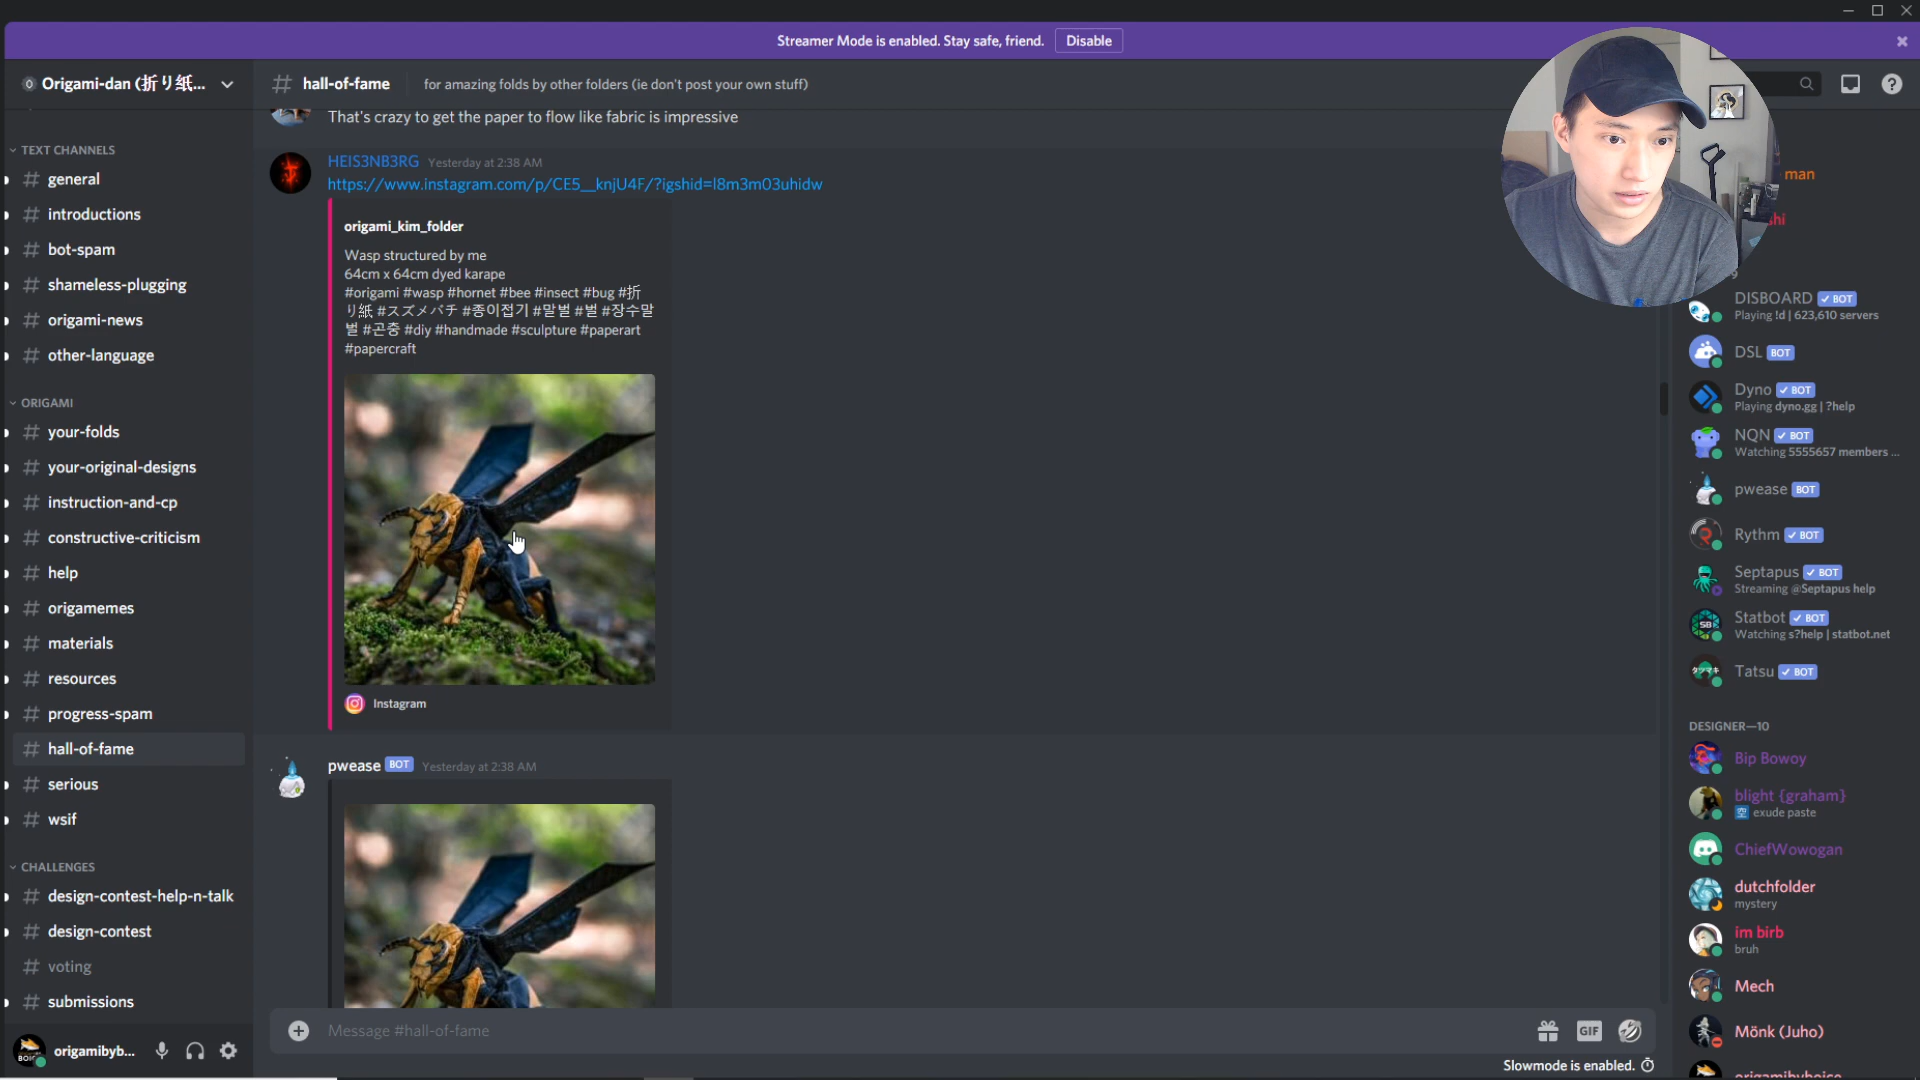 Streamer Mode is enabled. Stay safe, friend.
Disable
Origami-dan (折り紙...
hall-of-fame
for amazing folds by other folders (ie don't post your own stuff)
TEXT CHANNELS
general
introductions
bot-spam
shameless-plugging
origami-news
other-language
ORIGAMI
your-folds
your-original-designs
instruction-and-cp
constructive-criticism
help
origamemes
materials
resources
progress-spam
hall-of-fame
serious
wsif
CHALLENGES
design-contest-help-n-talk
design-contest
voting
submissions
origamibyb...
That's crazy to get the paper to flow like fabric is impressive
HEIS3NB3RG Yesterday at 2:38 AM
https://www.instagram.com/p/CE5__knjU4F/?igshid=l8m3m03uhidw
origami_kim_folder
Wasp structured by me
64cm x 64cm dyed karape
#origami #wasp #hornet #bee #insect #bug #折
り紙 #スズメバチ #종이접기 #말벌 #벌 #장수말
벌 #곤충 #diy #handmade #sculpture #paperart
#papercraft
Instagram
pwease BOT Yesterday at 2:38 AM
Message #hall-of-fame
GIF
Slowmode is enabled.
man
hi
DISBOARD BOT
Playing !d | 623,610 servers
DSL BOT
Dyno BOT
Playing dyno.gg | ?help
NQN BOT
Watching 5555657 members ...
pwease BOT
Rythm BOT
Septapus BOT
Streaming @Septapus help
Statbot BOT
Watching s?help | statbot.net
Tatsu BOT
DESIGNER—10
Bip Bowoy
blight {graham}
exude paste
ChiefWowogan
dutchfolder
mystery
im birb
bruh
Mech
Mönk (Juho)